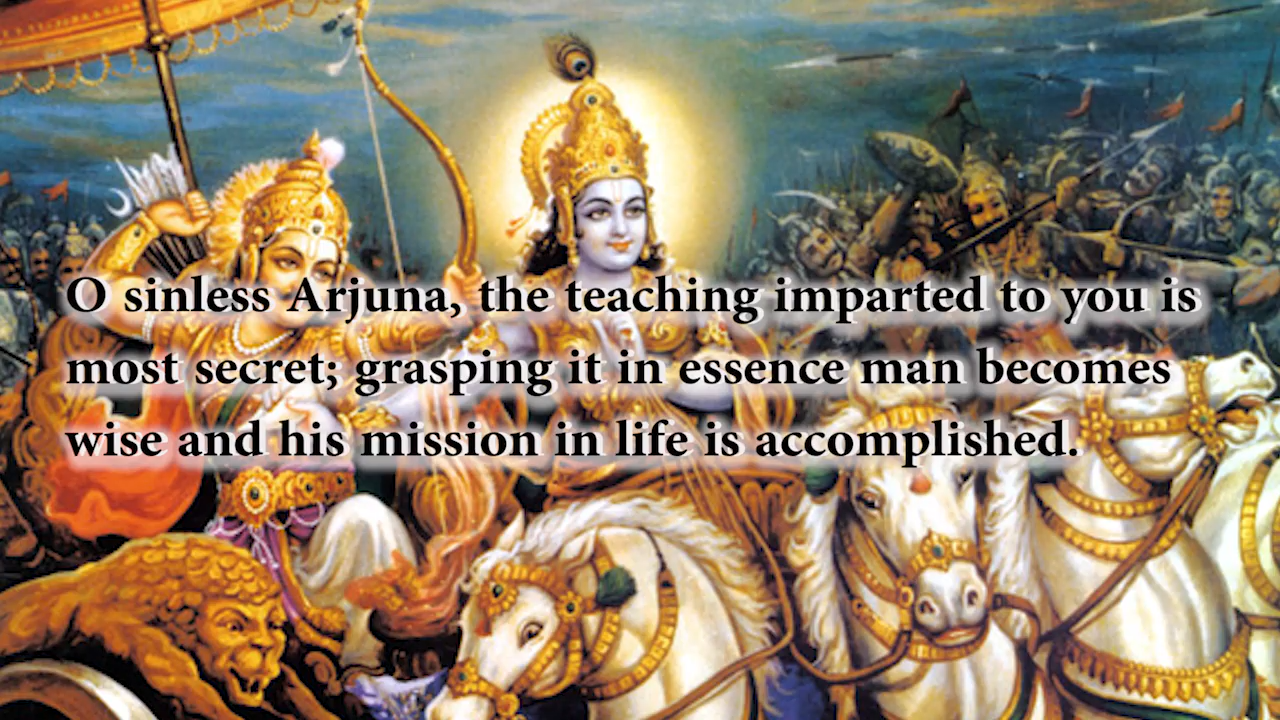 O sinless Arjuna, the teaching imparted to you is
most secret; grasping it in essence man becomes
wise and his mission in life is accomplished.